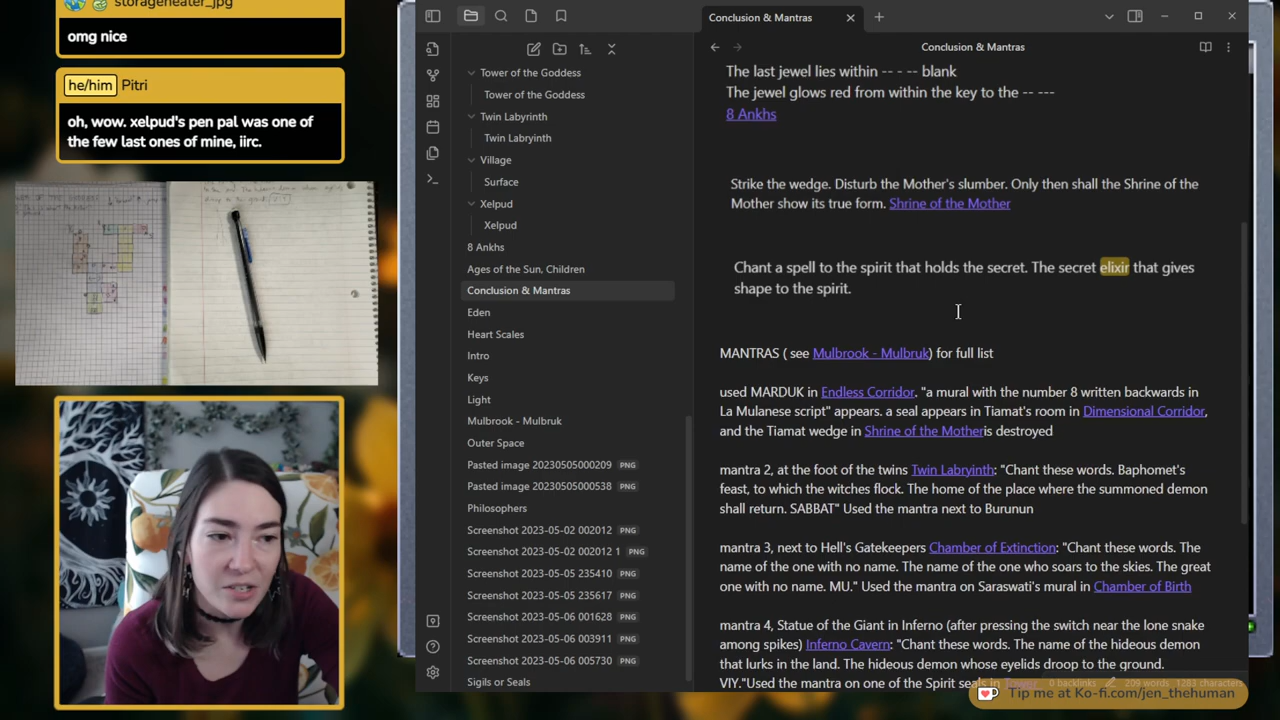 storageheater_jpg
omg nice
he/him Pitri
oh, wow. xelpud's pen pal was one of
the few last ones of mine, iirc.
Conclusion & Mantras
Conclusion & Mantras
Tower of the Goddess
Tower of the Goddess
Twin Labyrinth
Twin Labyrinth
Village
Surface
Xelpud
Xelpud
8 Ankhs
Ages of the Sun, Children
Conclusion & Mantras
Eden
Heart Scales
Intro
Keys
Light
Mulbrook - Mulbruk
Outer Space
Pasted image 20230505000209 PNG
Pasted image 20230505000538 PNG
Philosophers
Screenshot 2023-05-02 002012 PNG
Screenshot 2023-05-02 002012 1 PNG
Screenshot 2023-05-05 235410 PNG
Screenshot 2023-05-05 235617 PNG
Screenshot 2023-05-06 001628 PNG
Screenshot 2023-05-06 003911 PNG
Screenshot 2023-05-06 005730 PNG
Sigils or Seals
The last jewel lies within -- - -- blank
The jewel glows red from within the key to the -- ---
8 Ankhs
Strike the wedge. Disturb the Mother's slumber. Only then shall the Shrine of the
Mother show its true form. Shrine of the Mother
Chant a spell to the spirit that holds the secret. The secret elixir that gives
shape to the spirit.
MANTRAS ( see Mulbrook - Mulbruk) for full list
used MARDUK in Endless Corridor. "a mural with the number 8 written backwards in
La Mulanese script" appears. a seal appears in Tiamat's room in Dimensional Corridor,
and the Tiamat wedge in Shrine of the Motheris destroyed
mantra 2, at the foot of the twins Twin Labyrinth: "Chant these words. Baphomet's
feast, to which the witches flock. The home of the place where the summoned demon
shall return. SABBAT" Used the mantra next to Burunun
mantra 3, next to Hell's Gatekeepers Chamber of Extinction: "Chant these words. The
name of the one with no name. The name of the one who soars to the skies. The great
one with no name. MU." Used the mantra on Saraswati's mural in Chamber of Birth
mantra 4, Statue of the Giant in Inferno (after pressing the switch near the lone snake
among spikes) Inferno Cavern: "Chant these words. The name of the hideous demon
that lurks in the land. The hideous demon whose eyelids droop to the ground.
VIY."Used the mantra on one of the Spirit seals in Tower
0 backlinks 209 words 1283 characters
Tip me at Ko-fi.com/jen_thehuman